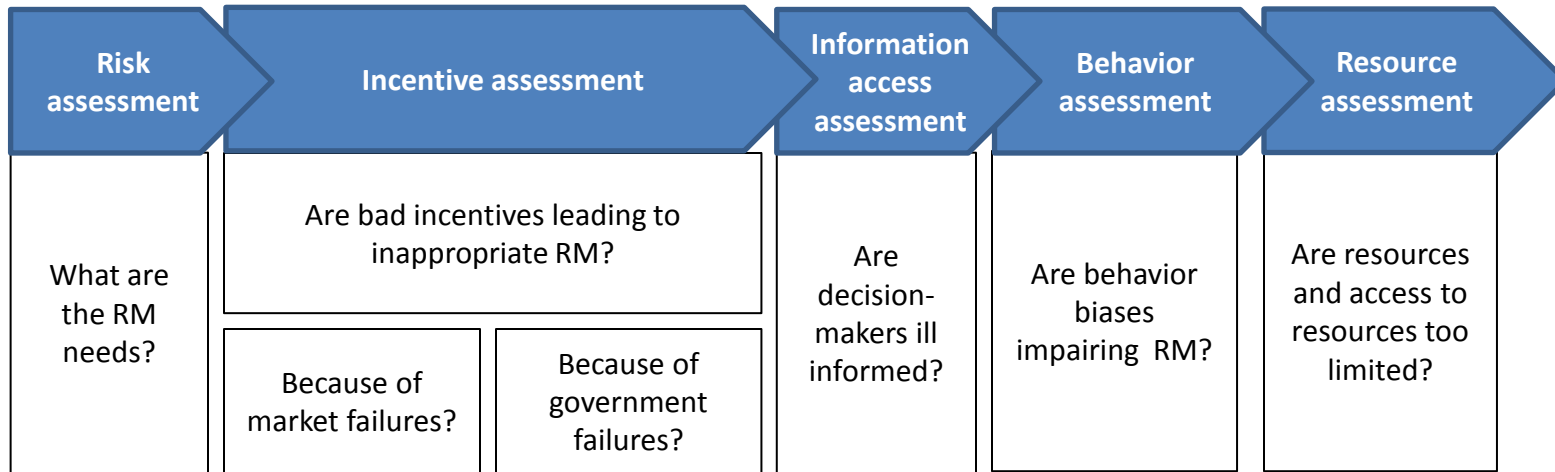 Risk
assessment
Incentive assessment
Information
access
assessment
Behavior
assessment
Resource
assessment
What are
the RM
needs?
Are bad incentives leading to
inappropriate RM?
Because of
market failures?
Because of
government
failures?
Are
decision-
makers ill
informed?
Are behavior
biases
impairing RM?
Are resources
and access to
resources too
limited?